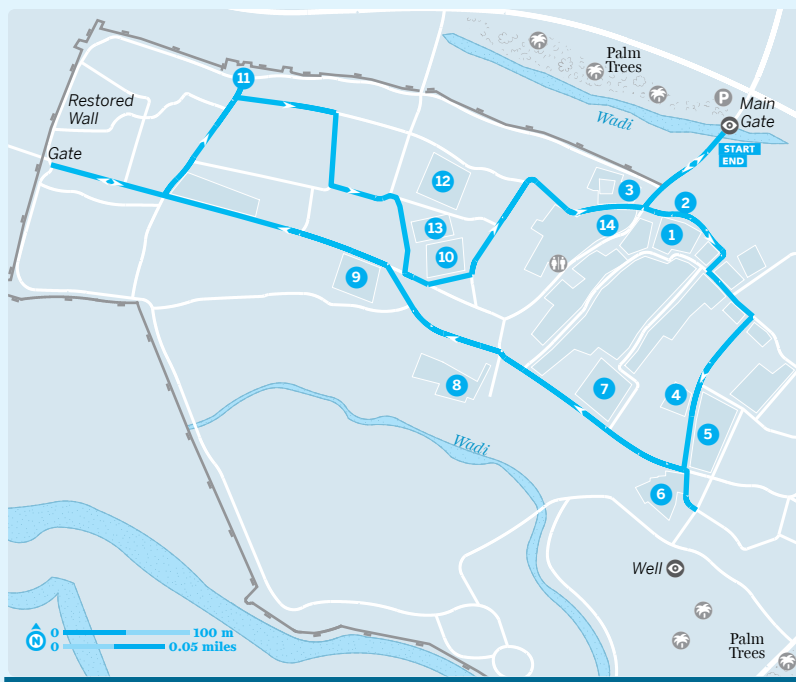 Palm
Trees
P
Main
Gate
Wadi
START
END
Restored
Wall
Gate
11
12
3
2
13
14
1
10
9
8
7
4
5
Wadi
6
Well
Palm
Trees
N
0 100 m
0 0.05 miles